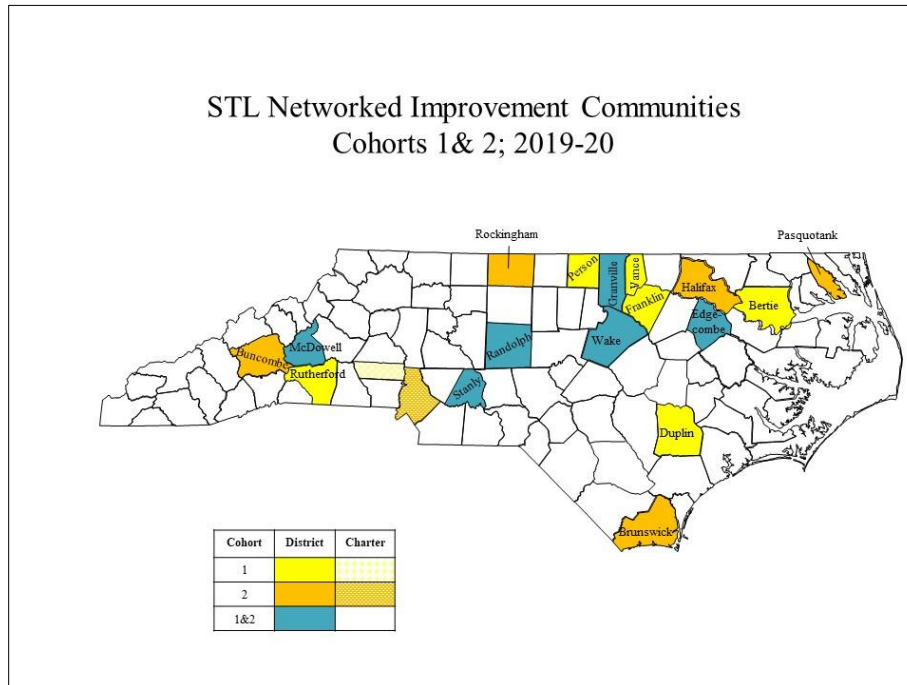 STL Networked Improvement Communities
Cohorts 1& 2; 2019-20
Rockingham
Pasquotank
Person
Granville
Vance
Franklin
Halifax
Bertie
Edge-
combe
Wake
Randolph
McDowell
Buncombe
Rutherford
Stanly
Duplin
Brunswick
Cohort District Charter
1
2
1&2